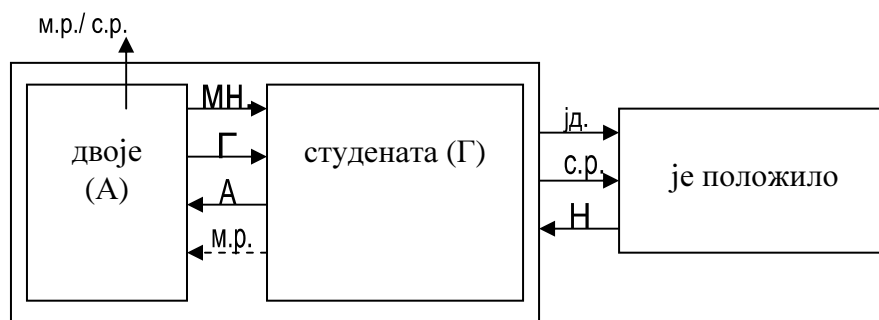 м.р./ с.р.
двоје
(А)
мн.
Г
А
м.р.
студената (Г)
јд.
с.р.
Н
је положило